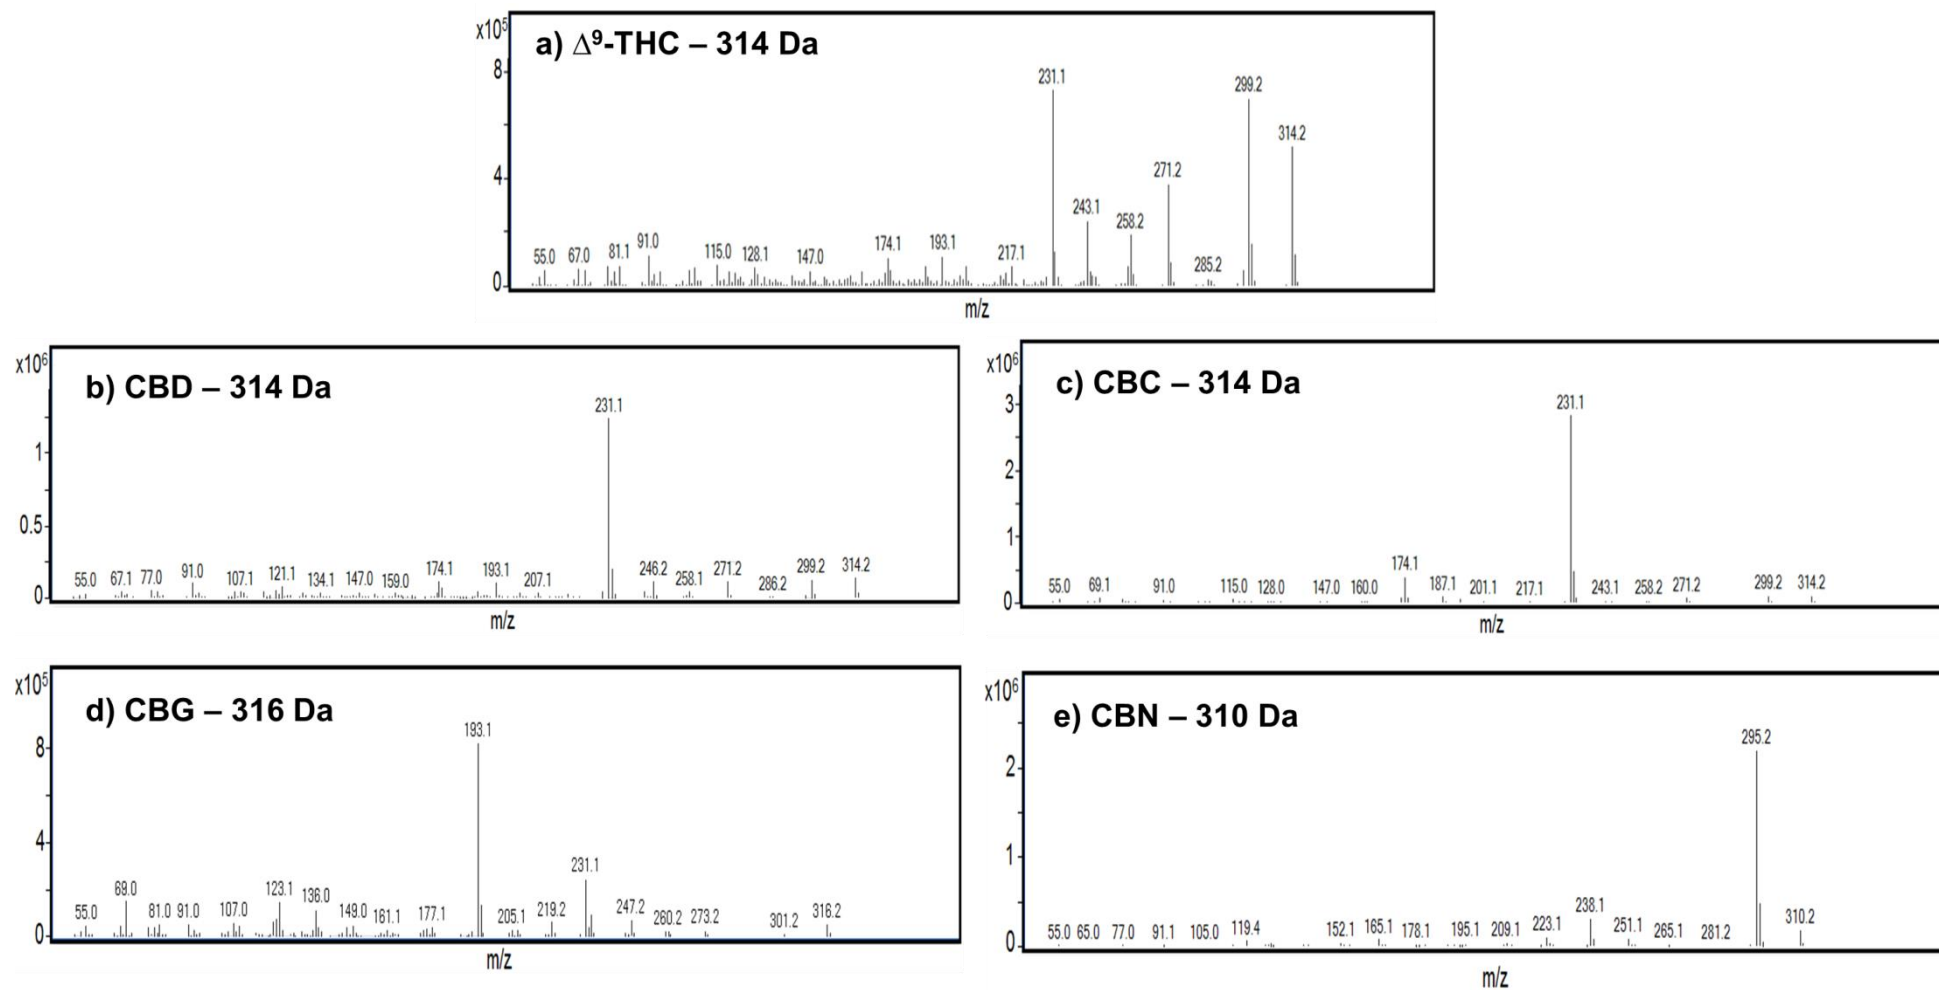 x10⁵
a) Δ⁹-THC – 314 Da
8
4
0
55.0 67.0 81.1 91.0 115.0 128.1 147.0 174.1 193.1 217.1 231.1 243.1 258.2 271.2 285.2 299.2 314.2
m/z
x10⁶
b) CBD – 314 Da
1
0.5
0
55.0 67.1 77.0 91.0 107.1 121.1 134.1 147.0 159.0 174.1 193.1 207.1 231.1 246.2 258.1 271.2 286.2 299.2 314.2
m/z
x10⁶
c) CBC – 314 Da
3
2
1
0
55.0 69.1 91.0 115.0 128.0 147.0 160.0 174.1 187.1 201.1 217.1 231.1 243.1 258.2 271.2 299.2 314.2
m/z
x10⁵
d) CBG – 316 Da
8
4
0
55.0 69.0 81.0 91.0 107.0 123.1 136.0 149.0 161.1 177.1 193.1 205.1 219.2 231.1 247.2 260.2 273.2 301.2 316.2
m/z
x10⁶
e) CBN – 310 Da
2
1
0
55.0 65.0 77.0 91.1 105.0 119.4 152.1 165.1 178.1 195.1 209.1 223.1 238.1 251.1 265.1 281.2 295.2 310.2
m/z